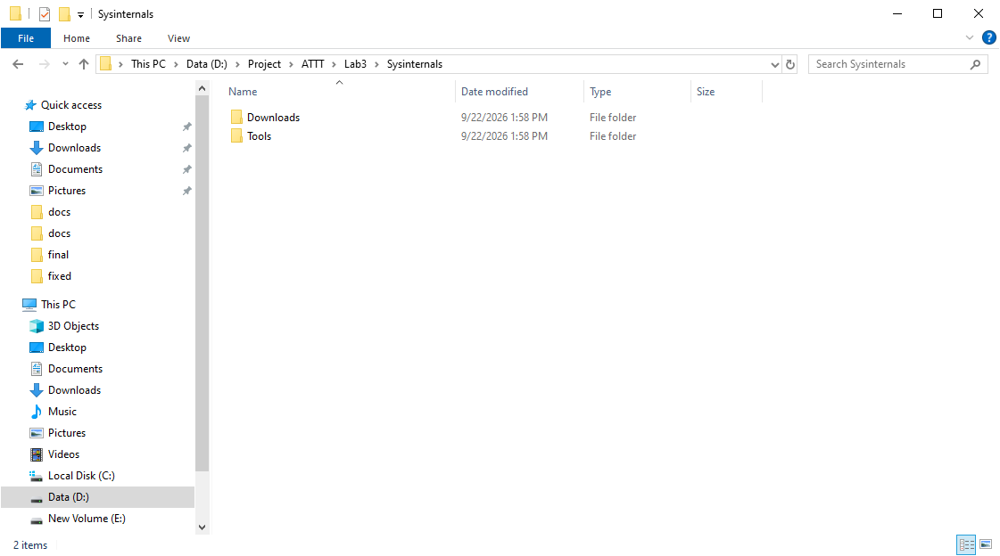 Sysinternals
File Home Share View
This PC Data (D:) Project ATTT Lab3 Sysinternals
Search Sysinternals
Name Date modified Type Size
Downloads 9/22/2026 1:58 PM File folder
Tools 9/22/2026 1:58 PM File folder
Quick access
Desktop
Downloads
Documents
Pictures
docs
docs
final
fixed
This PC
3D Objects
Desktop
Documents
Downloads
Music
Pictures
Videos
Local Disk (C:)
Data (D:)
New Volume (E:)
2 items